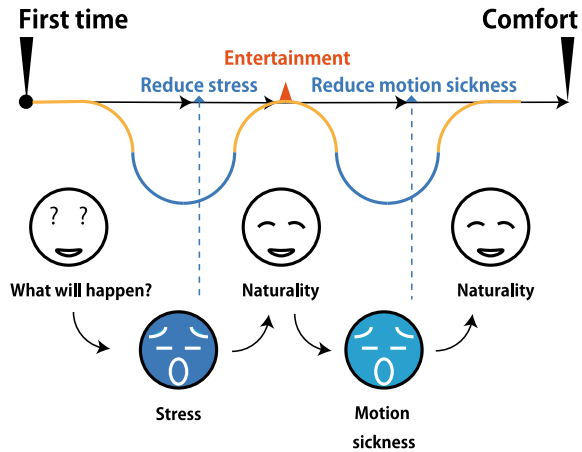 First time
Comfort
Entertainment
Reduce stress
Reduce motion sickness
? ?
What will happen?
Naturality
Naturality
Stress
Motion
sickness